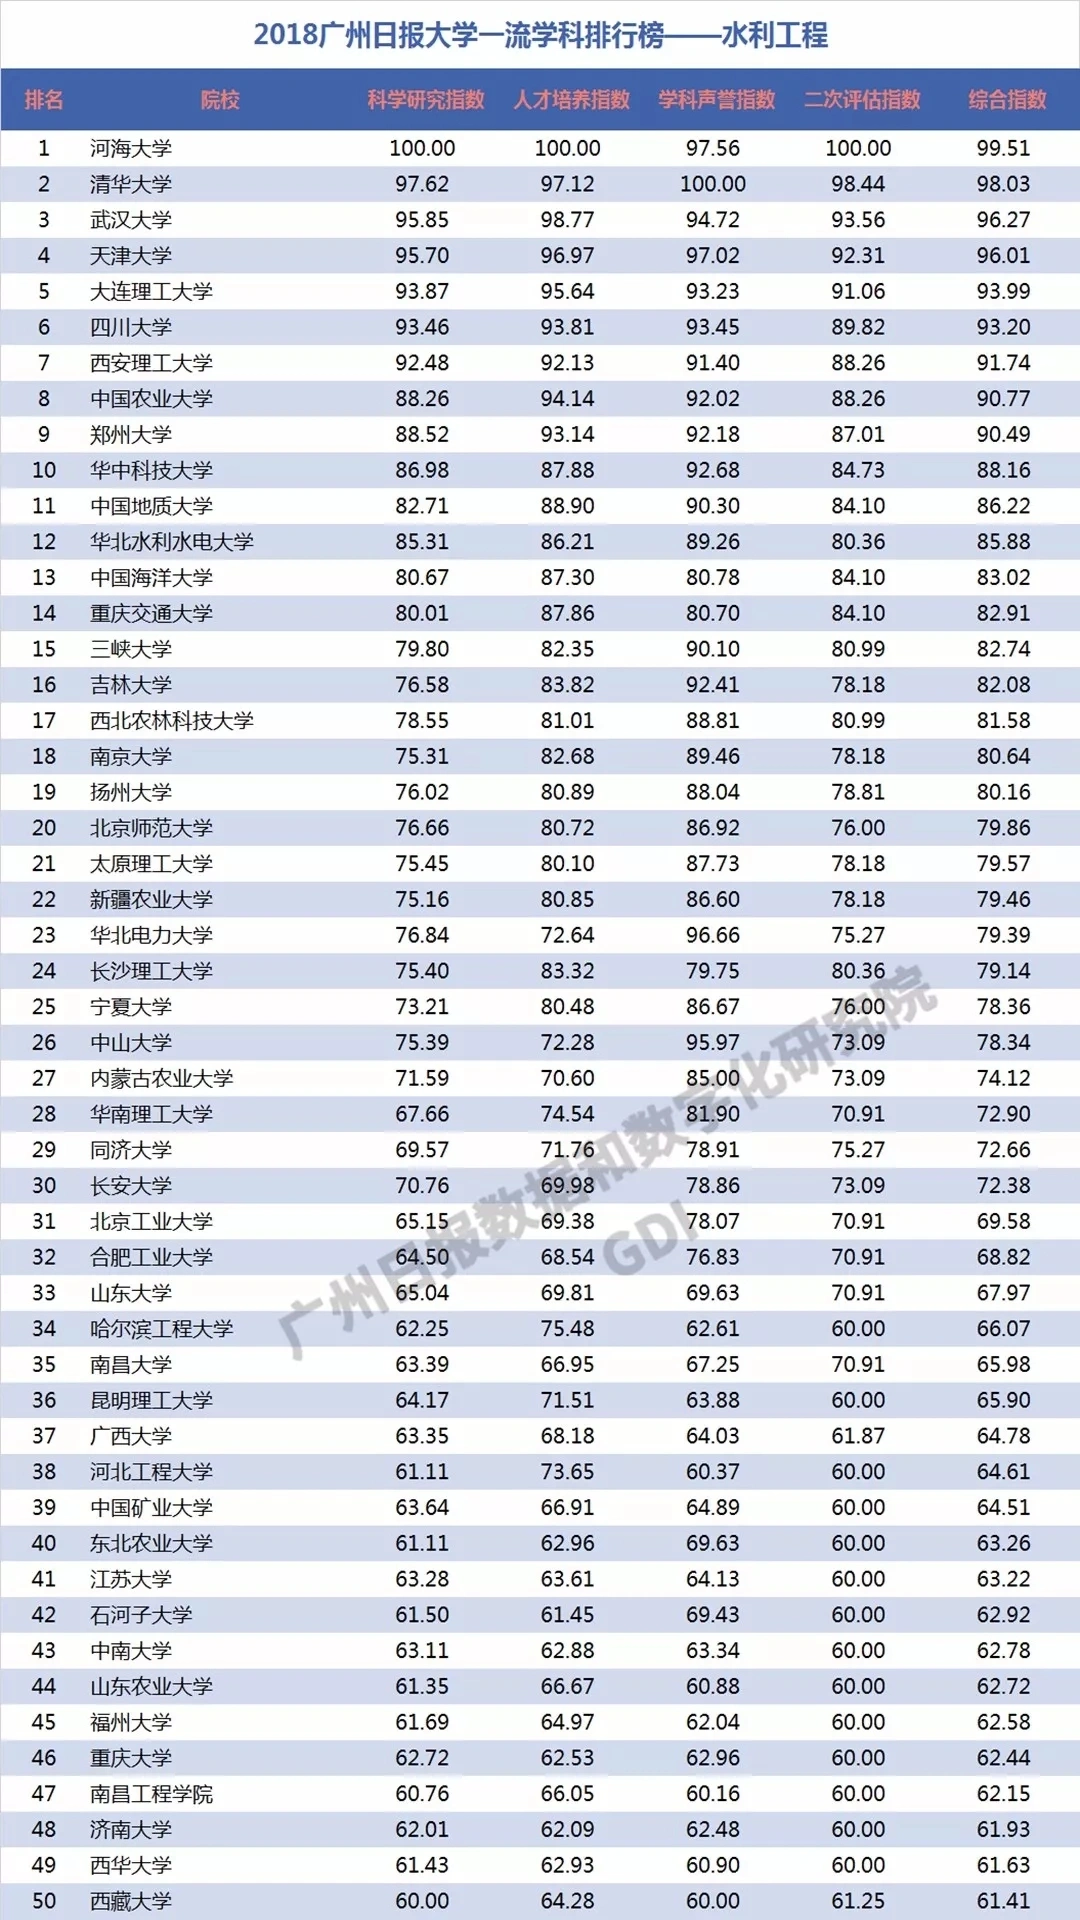 2018广州日报大学一流学科排行榜——水利工程
排名 院校 科学研究指数 人才培养指数 学科声誉指数 二次评估指数 综合指数
1 河海大学 100.00 100.00 97.56 100.00 99.51
2 清华大学 97.62 97.12 100.00 98.44 98.03
3 武汉大学 95.85 98.77 94.72 93.56 96.27
4 天津大学 95.70 96.97 97.02 92.31 96.01
5 大连理工大学 93.87 95.64 93.23 91.06 93.99
6 四川大学 93.46 93.81 93.45 89.82 93.20
7 西安理工大学 92.48 92.13 91.40 88.26 91.74
8 中国农业大学 88.26 94.14 92.02 88.26 90.77
9 郑州大学 88.52 93.14 92.18 87.01 90.49
10 华中科技大学 86.98 87.88 92.68 84.73 88.16
11 中国地质大学 82.71 88.90 90.30 84.10 86.22
12 华北水利水电大学 85.31 86.21 89.26 80.36 85.88
13 中国海洋大学 80.67 87.30 80.78 84.10 83.02
14 重庆交通大学 80.01 87.86 80.70 84.10 82.91
15 三峡大学 79.80 82.35 90.10 80.99 82.74
16 吉林大学 76.58 83.82 92.41 78.18 82.08
17 西北农林科技大学 78.55 81.01 88.81 80.99 81.58
18 南京大学 75.31 82.68 89.46 78.18 80.64
19 扬州大学 76.02 80.89 88.04 78.81 80.16
20 北京师范大学 76.66 80.72 86.92 76.00 79.86
21 太原理工大学 75.45 80.10 87.73 78.18 79.57
22 新疆农业大学 75.16 80.85 86.60 78.18 79.46
23 华北电力大学 76.84 72.64 96.66 75.27 79.39
24 长沙理工大学 75.40 83.32 79.75 80.36 79.14
25 宁夏大学 73.21 80.48 86.67 76.00 78.36
26 中山大学 75.39 72.28 95.97 73.09 78.34
27 内蒙古农业大学 71.59 70.60 85.00 73.09 74.12
28 华南理工大学 67.66 74.54 81.90 70.91 72.90
29 同济大学 69.57 71.76 78.91 75.27 72.66
30 长安大学 70.76 69.98 78.86 73.09 72.38
31 北京工业大学 65.15 69.38 78.07 70.91 69.58
32 合肥工业大学 64.50 68.54 76.83 70.91 68.82
33 山东大学 65.04 69.81 69.63 70.91 67.97
34 哈尔滨工程大学 62.25 75.48 62.61 60.00 66.07
35 南昌大学 63.39 66.95 67.25 70.91 65.98
36 昆明理工大学 64.17 71.51 63.88 60.00 65.90
37 广西大学 63.35 68.18 64.03 61.87 64.78
38 河北工程大学 61.11 73.65 60.37 60.00 64.61
39 中国矿业大学 63.64 66.91 64.89 60.00 64.51
40 东北农业大学 61.11 62.96 69.63 60.00 63.26
41 江苏大学 63.28 63.61 64.13 60.00 63.22
42 石河子大学 61.50 61.45 69.43 60.00 62.92
43 中南大学 63.11 62.88 63.34 60.00 62.78
44 山东农业大学 61.35 66.67 60.88 60.00 62.72
45 福州大学 61.69 64.97 62.04 60.00 62.58
46 重庆大学 62.72 62.53 62.96 60.00 62.44
47 南昌工程学院 60.76 66.05 60.16 60.00 62.15
48 济南大学 62.01 62.09 62.48 60.00 61.93
49 西华大学 61.43 62.93 60.90 60.00 61.63
50 西藏大学 60.00 64.28 60.00 61.25 61.41
广州日报数据和数字化研究院
GDI